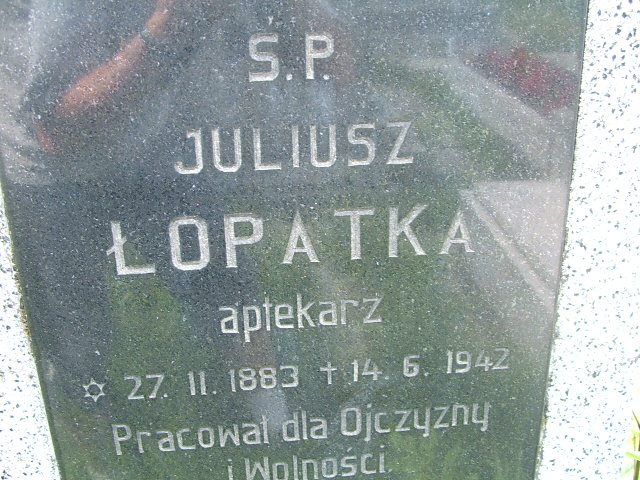 Ś.P.
JULIUSZ
ŁOPATKA
aptekarz
✡ 27. 11. 1883 † 14. 6. 1942
Pracował dla Ojczyzny
i Wolności